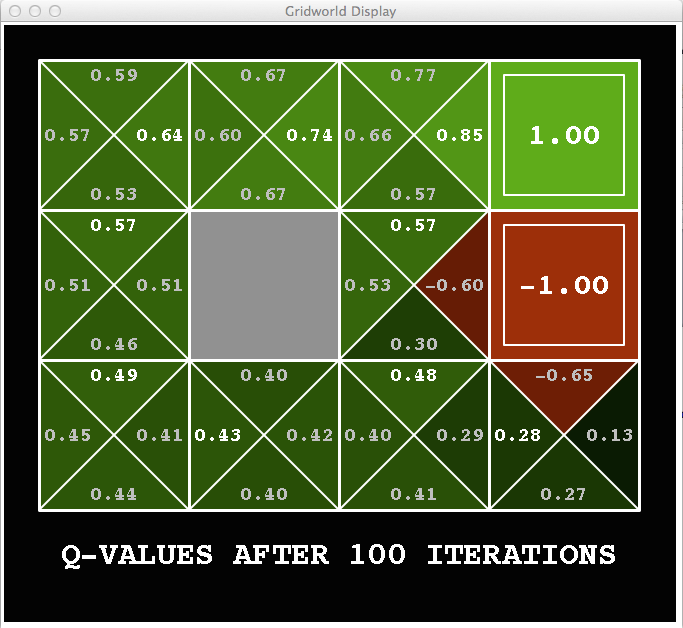 Gridworld Display
0.59 0.67 0.77
0.57 0.64 0.60 0.74 0.66 0.85 1.00
0.53 0.67 0.57
0.57 0.57
0.51 0.51 0.53 -0.60 -1.00
0.46 0.30
0.49 0.40 0.48 -0.65
0.45 0.41 0.43 0.42 0.40 0.29 0.28 0.13
0.44 0.40 0.41 0.27
Q-VALUES AFTER 100 ITERATIONS